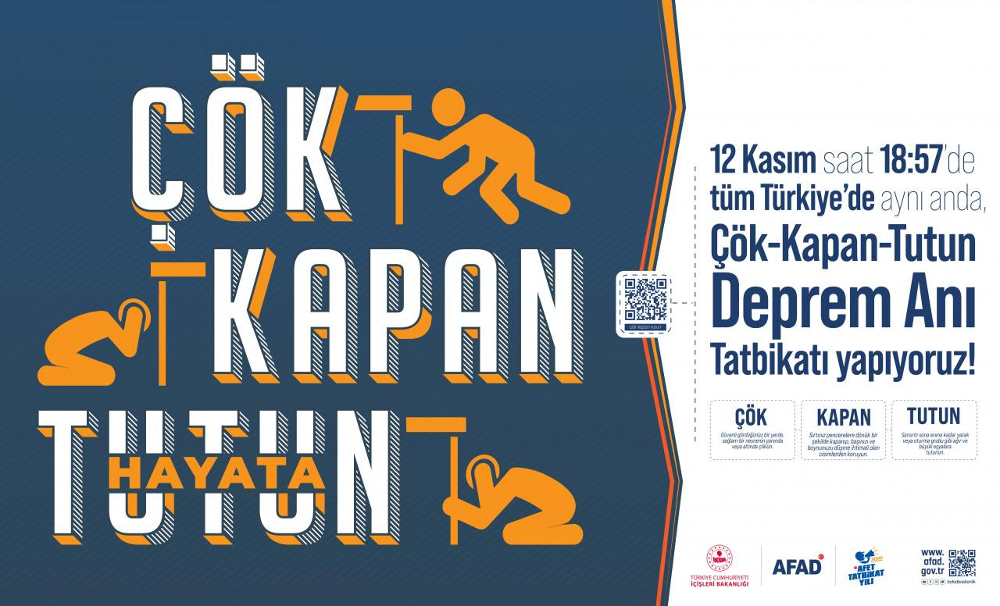 ÇÖK
KAPAN
TUTUN
HAYATA
çök-kapan-tutun
12 Kasım saat 18:57'de
tüm Türkiye'de aynı anda,
Çök-Kapan-Tutun
Deprem Anı
Tatbikatı yapıyoruz!
ÇÖK
Güvenli gördüğünüz bir yerde,
sağlam bir nesnenin yanında
veya altında çökün.
KAPAN
Sırtınız pencerelere dönük bir
şekilde kapanıp, başınızı ve
boynunuzu düşme ihtimali olan
cisimlerden koruyun.
TUTUN
Sarsıntı sona erene kadar yatak
veya oturma grubu gibi ağır ve
büyük eşyalara
tutunun.
TÜRKİYE CUMHURİYETİ
İÇİŞLERİ BAKANLIĞI
AFAD
2022
AFET
TATBİKAT
YILI
www.
afad.
gov.tr
@afadbaskanlik